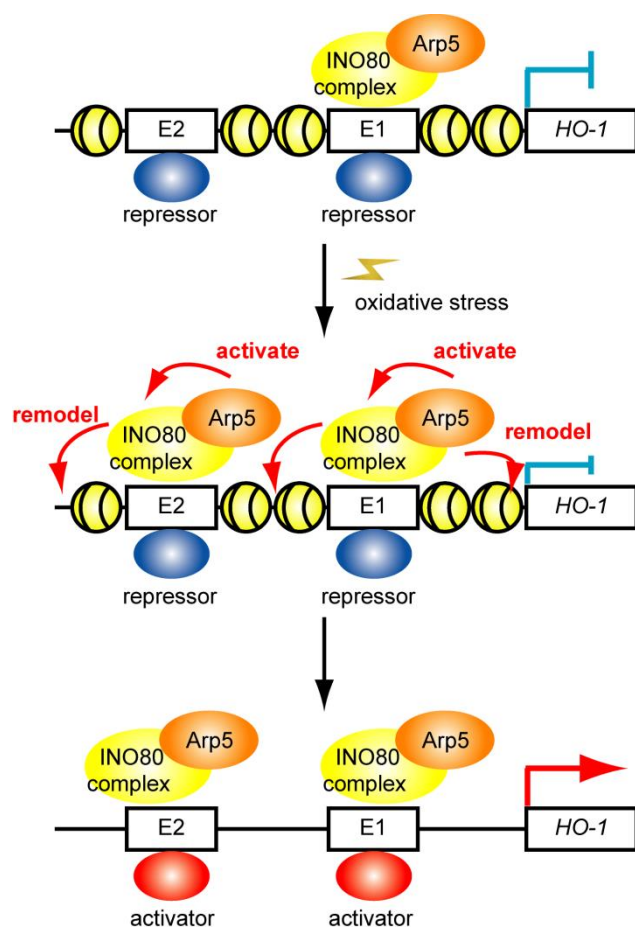 INO80
complex
Arp5
E2
E1
HO-1
repressor
repressor
oxidative stress
activate
activate
remodel
INO80
complex
Arp5
INO80
complex
Arp5
remodel
E2
E1
HO-1
repressor
repressor
INO80
complex
Arp5
INO80
complex
Arp5
E2
E1
HO-1
activator
activator